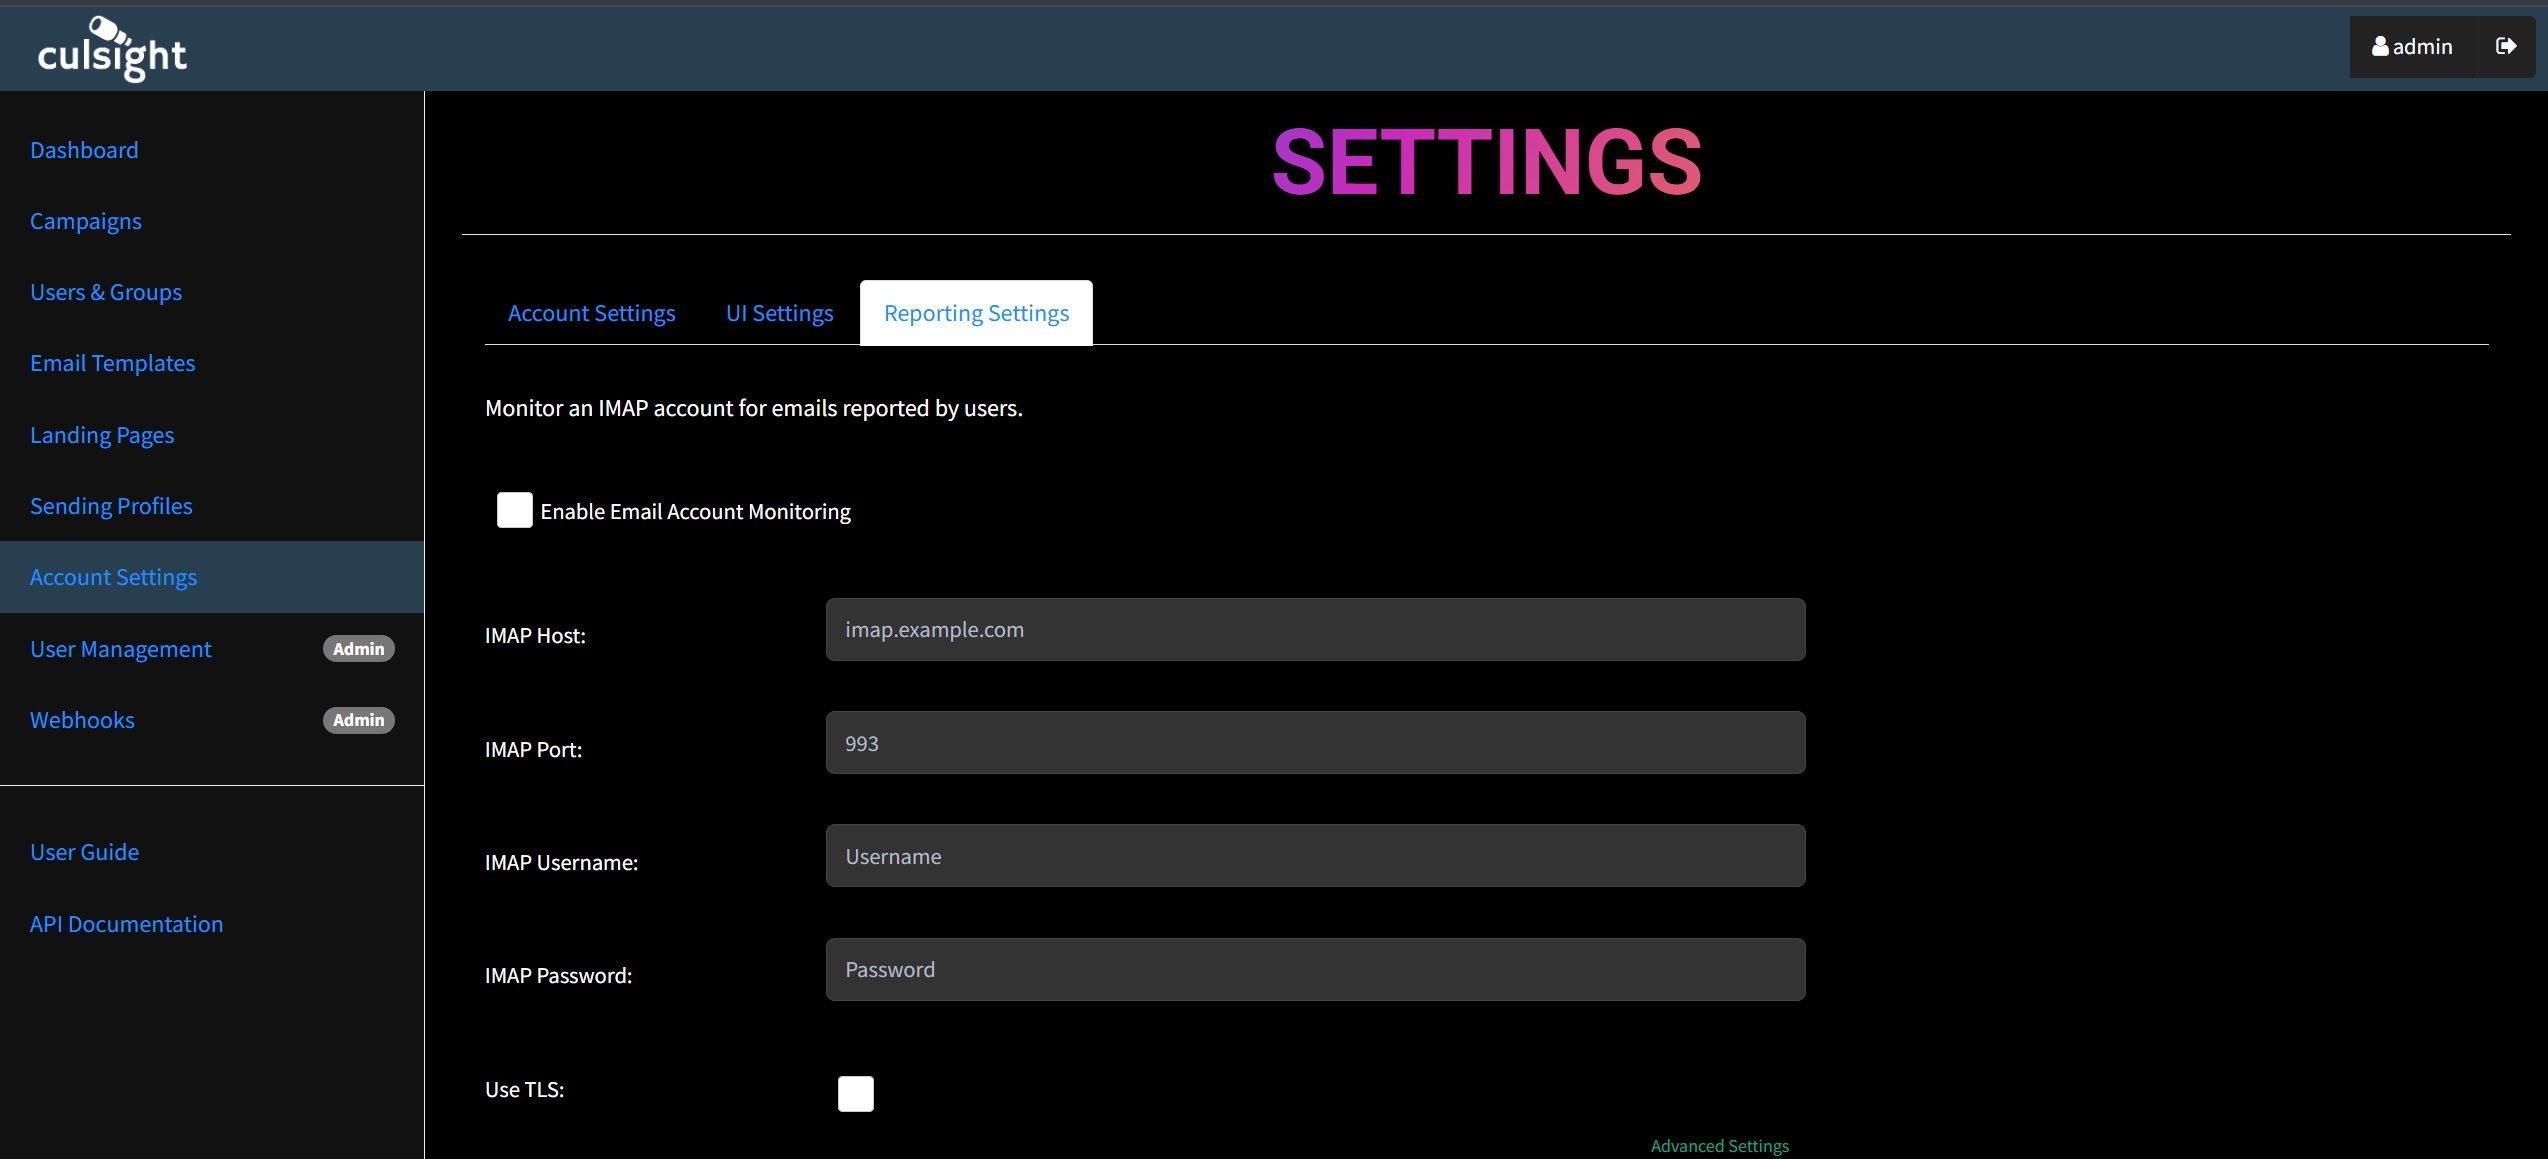 culsight
admin
Dashboard
Campaigns
Users & Groups
Email Templates
Landing Pages
Sending Profiles
Account Settings
User Management Admin
Webhooks Admin
User Guide
API Documentation
SETTINGS
Account Settings UI Settings Reporting Settings
Monitor an IMAP account for emails reported by users.
Enable Email Account Monitoring
IMAP Host: imap.example.com
IMAP Port: 993
IMAP Username: Username
IMAP Password: Password
Use TLS:
Advanced Settings